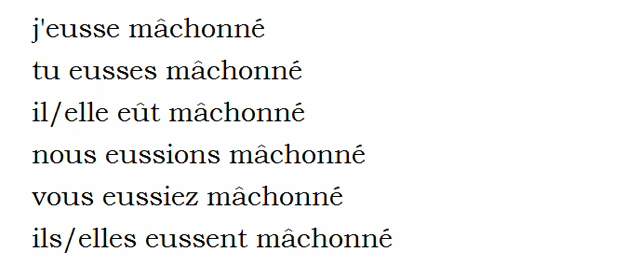 j'eusse mâchonné
tu eusses mâchonné
il/elle eût mâchonné
nous eussions mâchonné
vous eussiez mâchonné
ils/elles eussent mâchonné